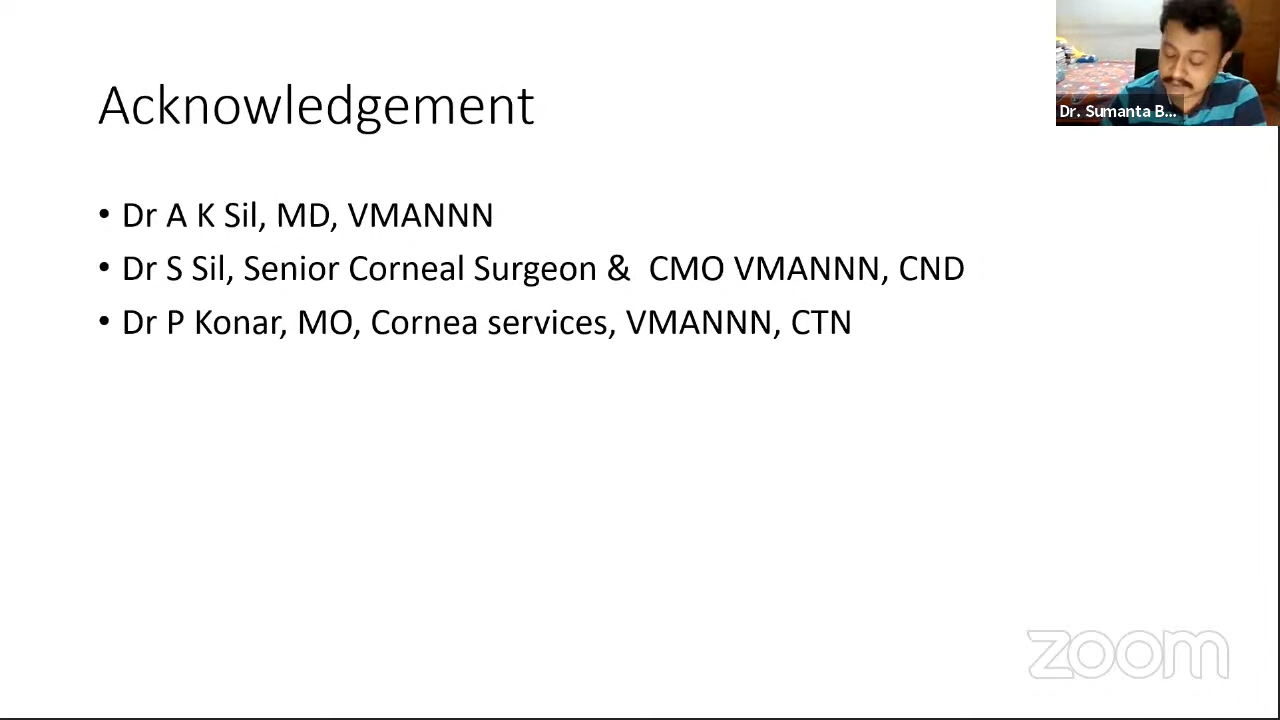 Acknowledgement
Dr. Sumanta B...
• Dr A K Sil, MD, VMANNN
• Dr S Sil, Senior Corneal Surgeon &  CMO VMANNN, CND
• Dr P Konar, MO, Cornea services, VMANNN, CTN
zoom